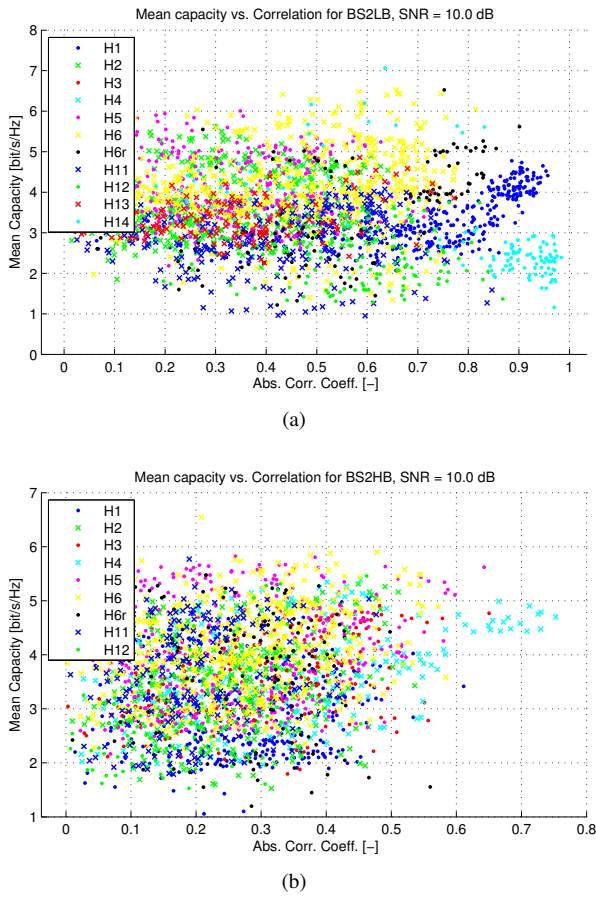 Mean capacity vs. Correlation for BS2LB, SNR = 10.0 dB
8
7
6
5
4
3
2
1
0
Mean Capacity [bit/s/Hz]
H1
H2
H3
H4
H5
H6
H6r
H11
H12
H13
H14
0 0.1 0.2 0.3 0.4 0.5 0.6 0.7 0.8 0.9 1
Abs. Corr. Coeff. [−]
(a)
Mean capacity vs. Correlation for BS2HB, SNR = 10.0 dB
7
6
5
4
3
2
1
Mean Capacity [bit/s/Hz]
H1
H2
H3
H4
H5
H6
H6r
H11
H12
0 0.1 0.2 0.3 0.4 0.5 0.6 0.7 0.8
Abs. Corr. Coeff. [−]
(b)